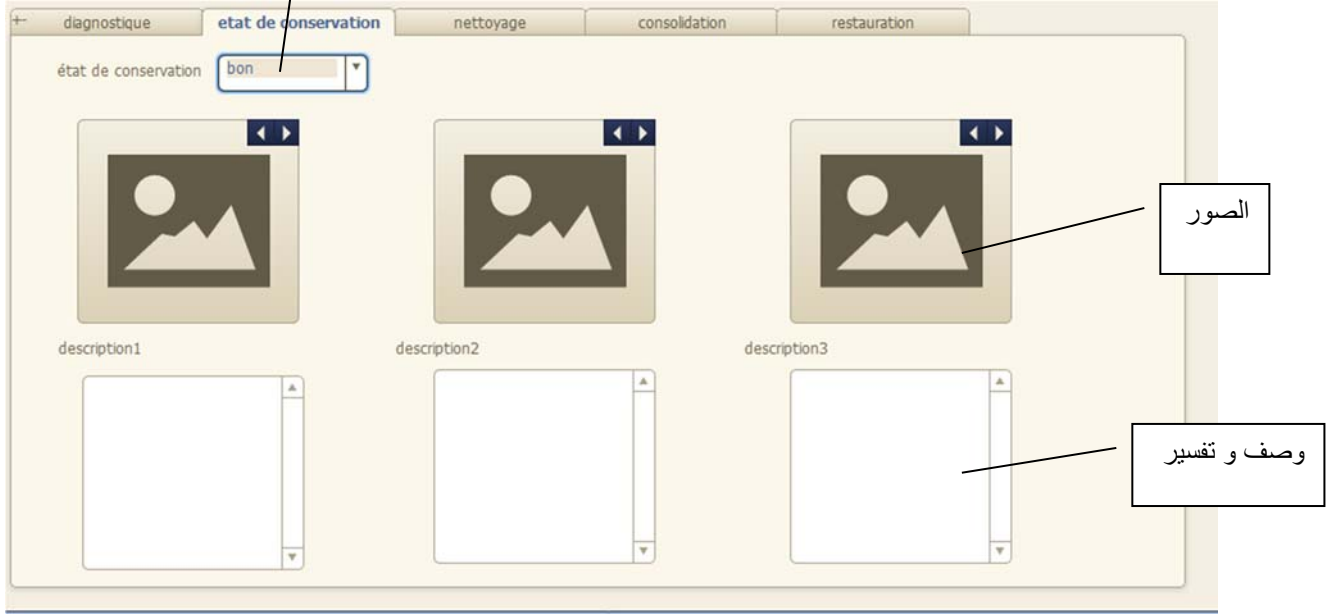 diagnostique
etat de conservation
nettoyage
consolidation
restauration
état de conservation
bon
الصور
description1
description2
description3
وصف و تفسير